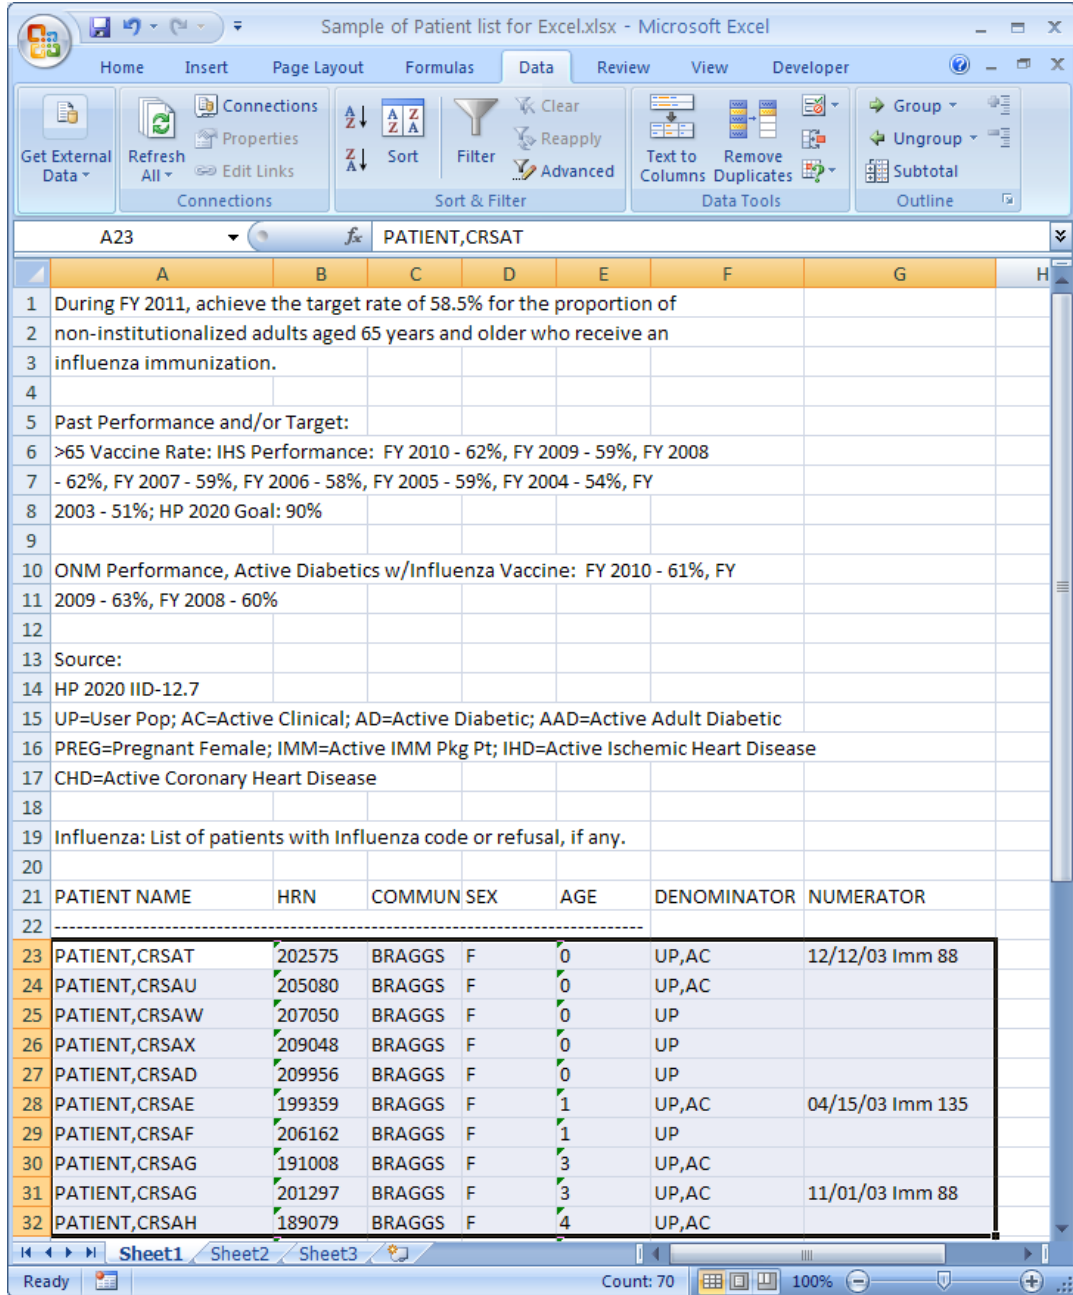 Sample of Patient list for Excel.xlsx - Microsoft Excel
Home Insert Page Layout Formulas Data Review View Developer
Get External Data
Refresh All
Connections
Properties
Edit Links
Connections
Sort
Filter
Clear
Reapply
Advanced
Sort & Filter
Text to Columns
Remove Duplicates
Data Tools
Group
Ungroup
Subtotal
Outline
A23 fx PATIENT,CRSAT
A B C D E F G H
1 During FY 2011, achieve the target rate of 58.5% for the proportion of
2 non-institutionalized adults aged 65 years and older who receive an
3 influenza immunization.
4
5 Past Performance and/or Target:
6 >65 Vaccine Rate: IHS Performance: FY 2010 - 62%, FY 2009 - 59%, FY 2008
7 - 62%, FY 2007 - 59%, FY 2006 - 58%, FY 2005 - 59%, FY 2004 - 54%, FY
8 2003 - 51%; HP 2020 Goal: 90%
9
10 ONM Performance, Active Diabetics w/Influenza Vaccine: FY 2010 - 61%, FY
11 2009 - 63%, FY 2008 - 60%
12
13 Source:
14 HP 2020 IID-12.7
15 UP=User Pop; AC=Active Clinical; AD=Active Diabetic; AAD=Active Adult Diabetic
16 PREG=Pregnant Female; IMM=Active IMM Pkg Pt; IHD=Active Ischemic Heart Disease
17 CHD=Active Coronary Heart Disease
18
19 Influenza: List of patients with Influenza code or refusal, if any.
20
21 PATIENT NAME HRN COMMUN SEX AGE DENOMINATOR NUMERATOR
22 --------------------------------------------------------------------------------
23 PATIENT,CRSAT 202575 BRAGGS F 0 UP,AC 12/12/03 Imm 88
24 PATIENT,CRSAU 205080 BRAGGS F 0 UP,AC
25 PATIENT,CRSAW 207050 BRAGGS F 0 UP
26 PATIENT,CRSAX 209048 BRAGGS F 0 UP
27 PATIENT,CRSAD 209956 BRAGGS F 0 UP
28 PATIENT,CRSAE 199359 BRAGGS F 1 UP,AC 04/15/03 Imm 135
29 PATIENT,CRSAF 206162 BRAGGS F 1 UP
30 PATIENT,CRSAG 191008 BRAGGS F 3 UP,AC
31 PATIENT,CRSAG 201297 BRAGGS F 3 UP,AC 11/01/03 Imm 88
32 PATIENT,CRSAH 189079 BRAGGS F 4 UP,AC
Sheet1 Sheet2 Sheet3
Ready Count: 70 100%